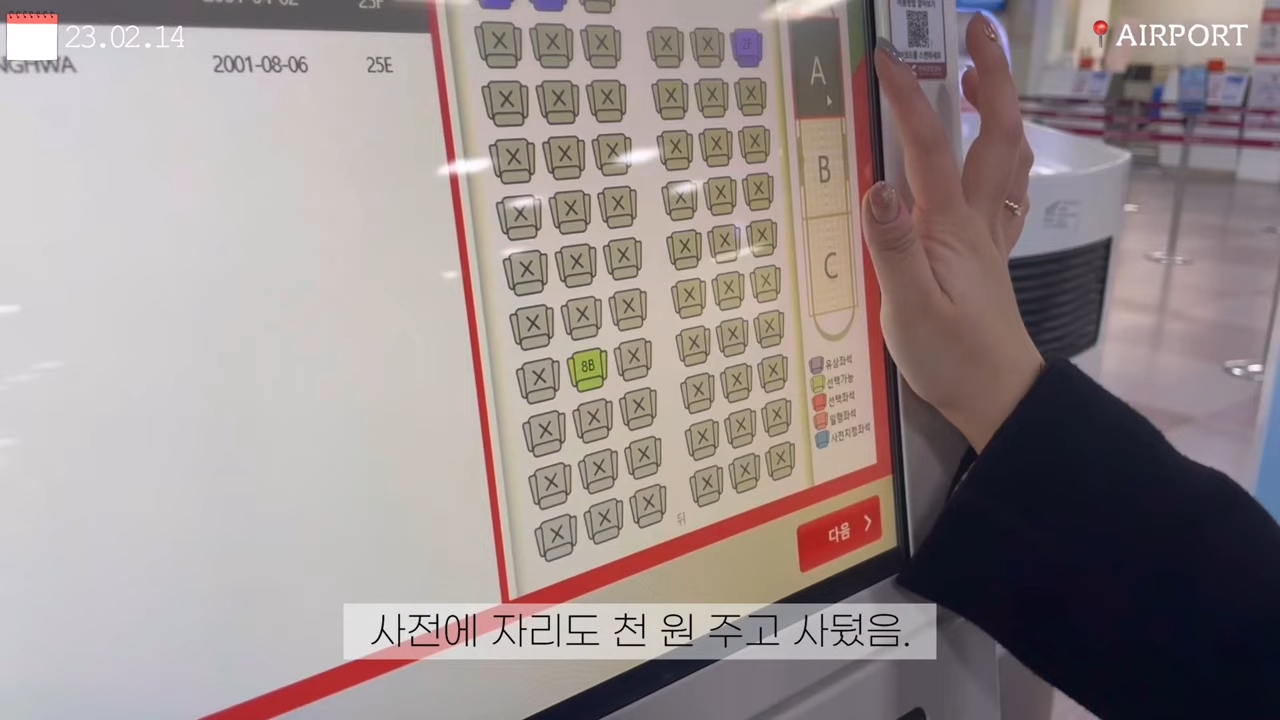 23.02.14
AIRPORT
NGHWA 2001-08-06 25E
2F
A
B
C
8B
유상좌석
선택가능
선택좌석
일행좌석
사전지정좌석
뒤
다음
사전에 자리도 천 원 주고 사뒀음.